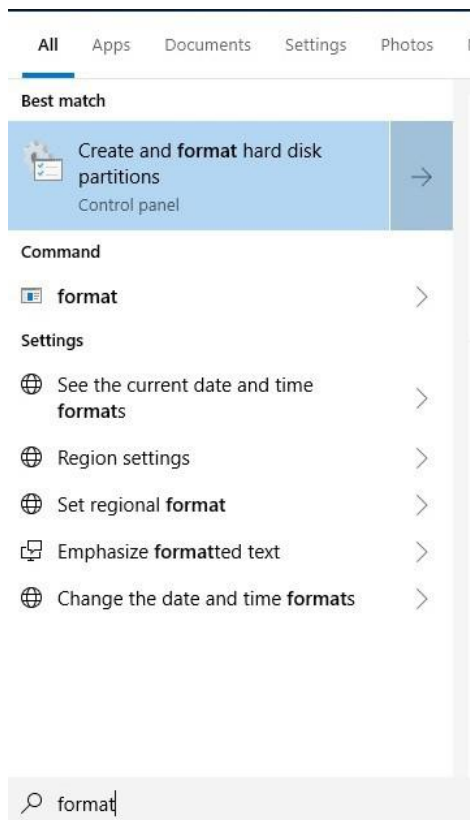 All Apps Documents Settings Photos
Best match
Create and format hard disk
partitions
Control panel
Command
format
Settings
See the current date and time
formats
Region settings
Set regional format
Emphasize formatted text
Change the date and time formats
format